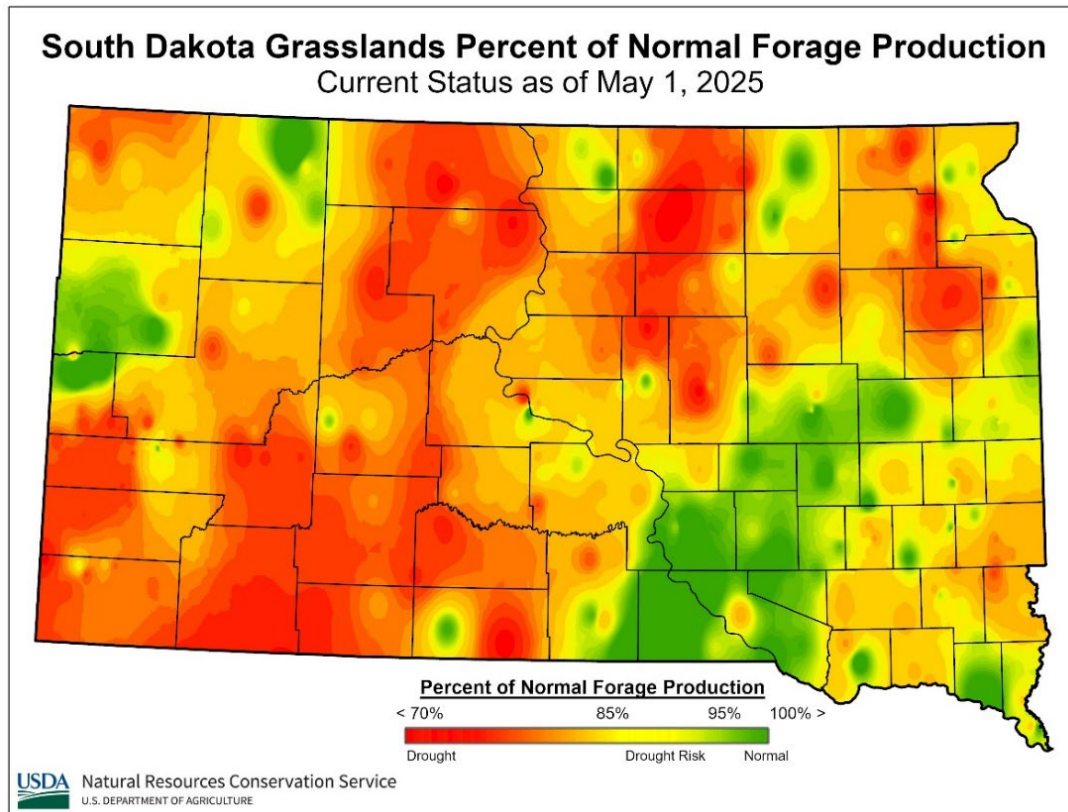 South Dakota Grasslands Percent of Normal Forage Production
Current Status as of May 1, 2025
Percent of Normal Forage Production
< 70% 85% 95% 100% >
Drought Drought Risk Normal
USDA Natural Resources Conservation Service
U.S. DEPARTMENT OF AGRICULTURE